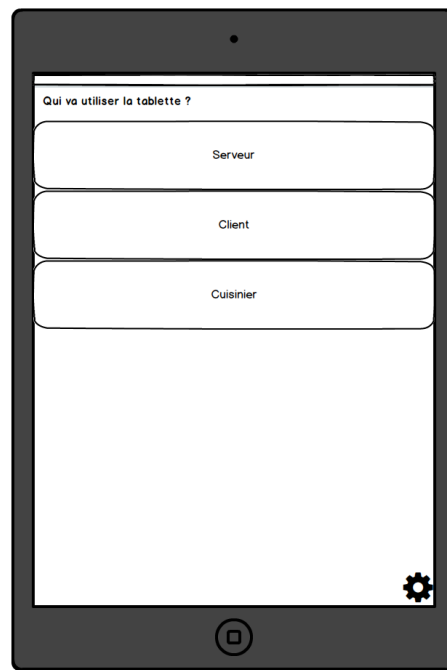 Qui va utiliser la tablette ?
Serveur
Client
Cuisinier